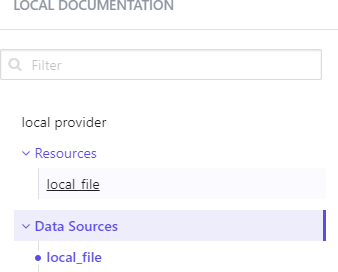 LOCAL DOCUMENTATION
Filter
local provider
Resources
local_file
Data Sources
local_file